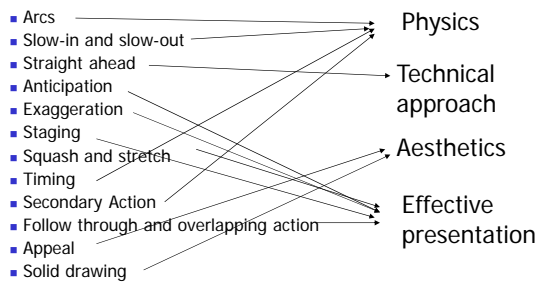 Arcs
Slow-in and slow-out
Straight ahead
Anticipation
Exaggeration
Staging
Squash and stretch
Timing
Secondary Action
Follow through and overlapping action
Appeal
Solid drawing
Physics
Technical
approach
Aesthetics
Effective
presentation